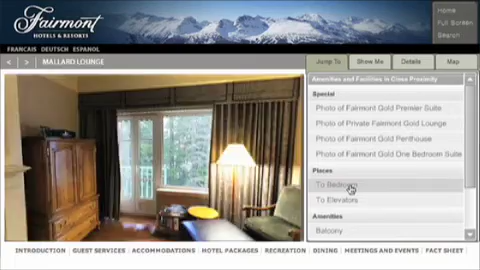 Fairmont
HOTELS & RESORTS
Home
Full Screen
Search
FRANCAIS DEUTSCH ESPANOL
< > MALLARD LOUNGE
Jump To Show Me Details Map
Amenities and Facilities in Close Proximity
Special
Photo of Fairmont Gold Premier Suite
Photo of Private Fairmont Gold Lounge
Photo of Fairmont Gold Penthouse
Photo of Fairmont Gold One Bedroom Suite
Places
To Bedroom
To Elevators
Amenities
Balcony
INTRODUCTION | GUEST SERVICES | ACCOMMODATIONS | HOTEL PACKAGES | RECREATION | DINING | MEETINGS AND EVENTS | FACT SHEET |